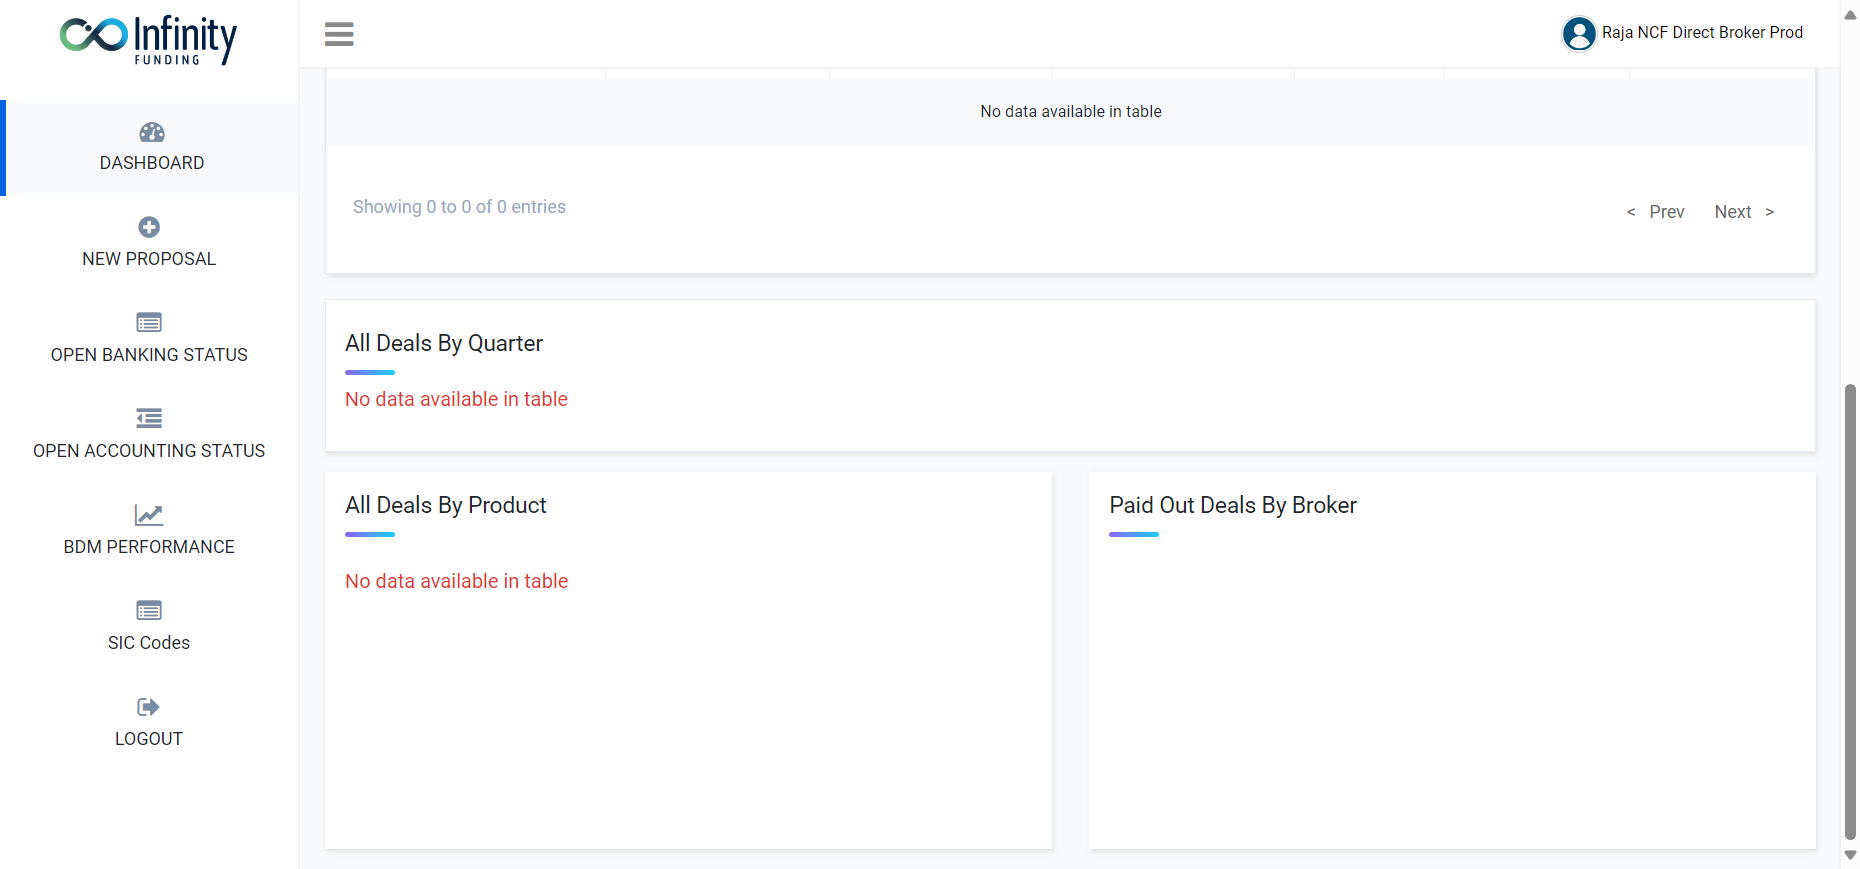 Infinity
FUNDING
Raja NCF Direct Broker Prod
DASHBOARD
NEW PROPOSAL
OPEN BANKING STATUS
OPEN ACCOUNTING STATUS
BDM PERFORMANCE
SIC Codes
LOGOUT
No data available in table
Showing 0 to 0 of 0 entries
< Prev Next >
All Deals By Quarter
No data available in table
All Deals By Product
No data available in table
Paid Out Deals By Broker